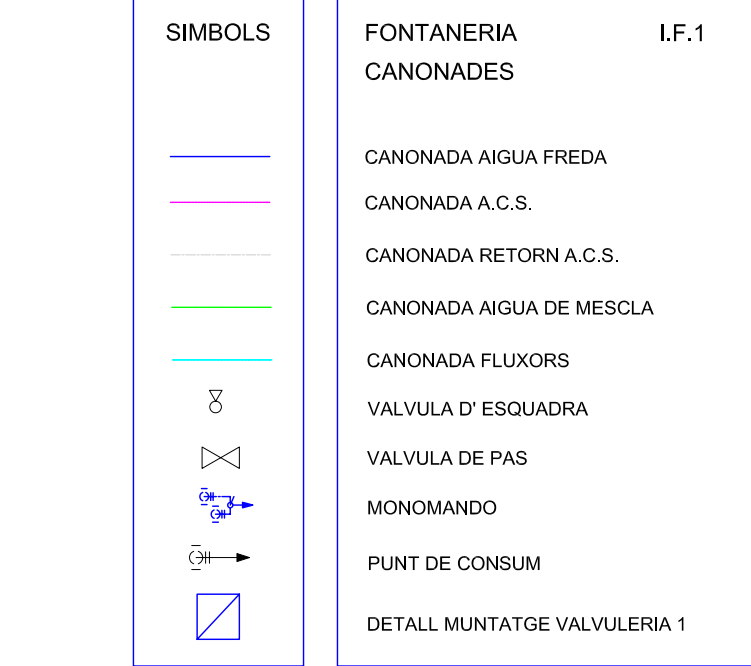 SIMBOLS
FONTANERIA I.F.1
CANONADES
CANONADA AIGUA FREDA
CANONADA A.C.S.
CANONADA RETORN A.C.S.
CANONADA AIGUA DE MESCLA
CANONADA FLUXORS
VALVULA D' ESQUADRA
VALVULA DE PAS
MONOMANDO
PUNT DE CONSUM
DETALL MUNTATGE VALVULERIA 1